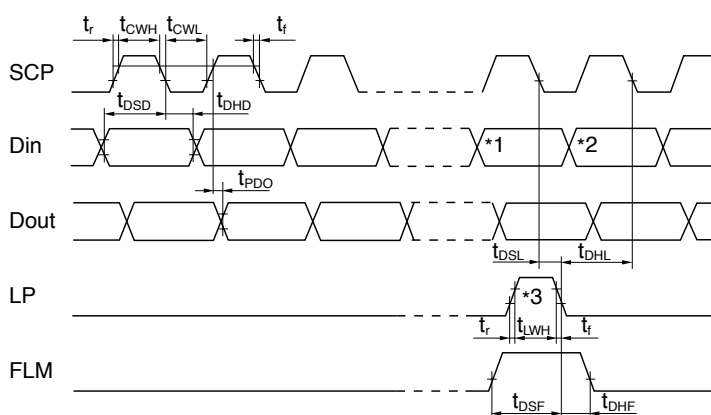 tr tCWH tCWL tf
SCP
tDSD tDHD
Din *1 *2
tPDO
Dout
tDSL tDHL
LP *3
tr tLWH tf
FLM
tDSF tDHF